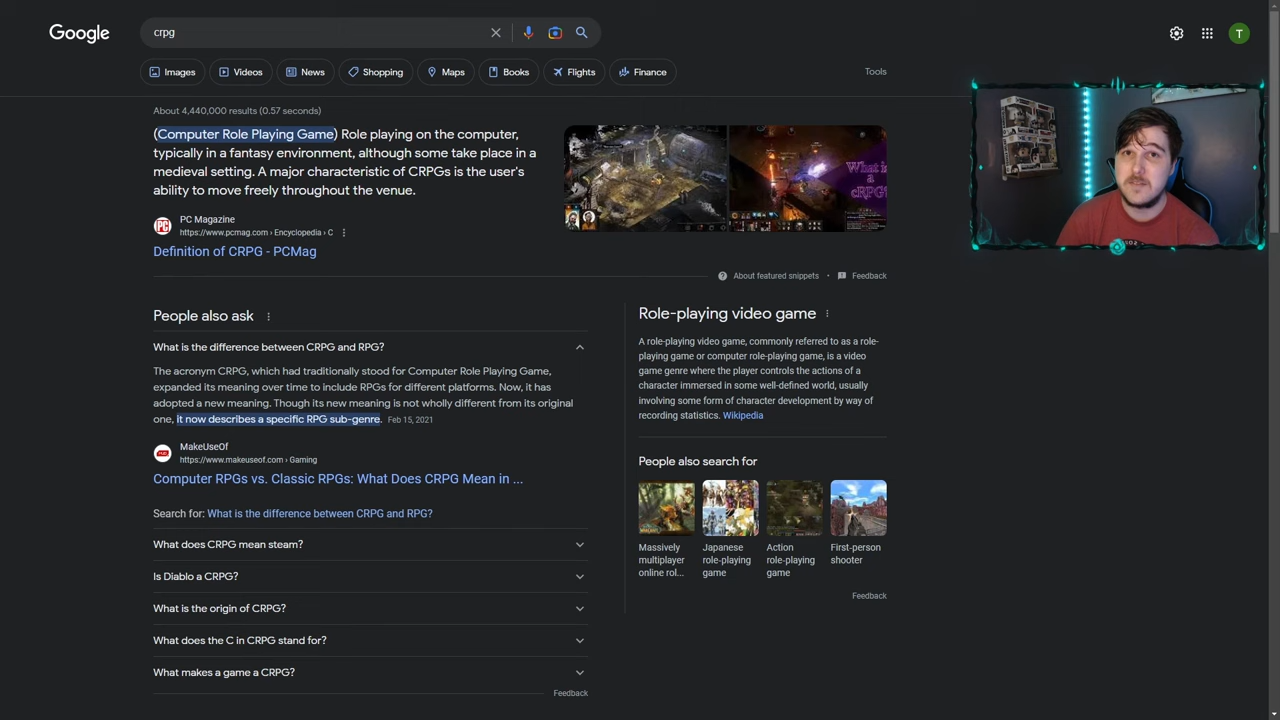 Google
crpg
T
Images
Videos
News
Shopping
Maps
Books
Flights
Finance
Tools
About 4,440,000 results (0.57 seconds)
(Computer Role Playing Game) Role playing on the computer,
typically in a fantasy environment, although some take place in a
medieval setting. A major characteristic of CRPGs is the user's
ability to move freely throughout the venue.
What is
a
cRPG?
PC
PC Magazine
https://www.pcmag.com › Encyclopedia › C
Definition of CRPG - PCMag
About featured snippets • Feedback
People also ask
What is the difference between CRPG and RPG?
The acronym CRPG, which had traditionally stood for Computer Role Playing Game,
expanded its meaning over time to include RPGs for different platforms. Now, it has
adopted a new meaning. Though its new meaning is not wholly different from its original
one, it now describes a specific RPG sub-genre. Feb 15, 2021
MakeUseOf
https://www.makeuseof.com › Gaming
Computer RPGs vs. Classic RPGs: What Does CRPG Mean in ...
Search for: What is the difference between CRPG and RPG?
What does CRPG mean steam?
Is Diablo a CRPG?
What is the origin of CRPG?
What does the C in CRPG stand for?
What makes a game a CRPG?
Feedback
Role-playing video game
A role-playing video game, commonly referred to as a role-
playing game or computer role-playing game, is a video
game genre where the player controls the actions of a
character immersed in some well-defined world, usually
involving some form of character development by way of
recording statistics. Wikipedia
People also search for
Massively
multiplayer
online rol...
Japanese
role-playing
game
Action
role-playing
game
First-person
shooter
Feedback